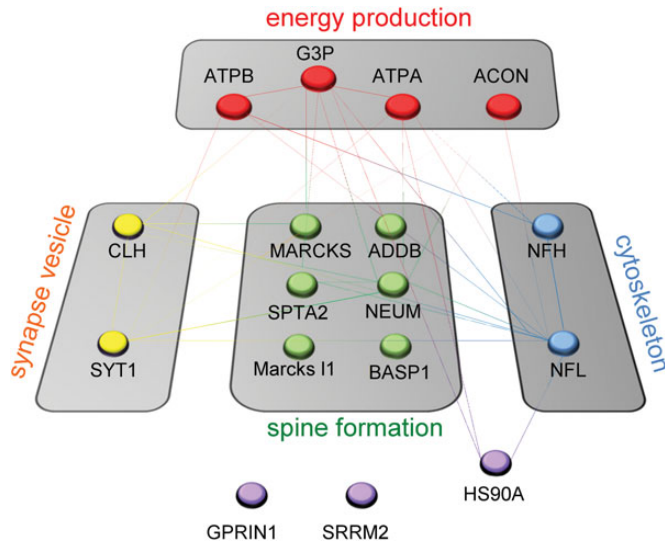 energy production
G3P
ATPB
ATPA
ACON
synapse vesicle
CLH
MARCKS
ADDB
NFH
cytoskeleton
SPTA2
NEUM
SYT1
Marcks l1
BASP1
NFL
spine formation
HS90A
GPRIN1
SRRM2